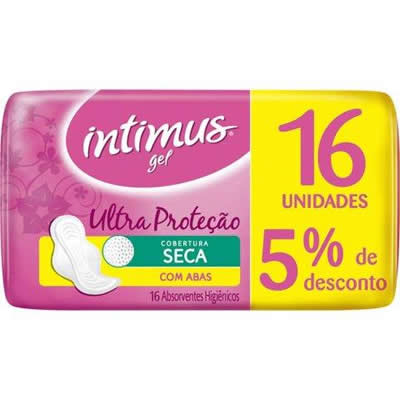 intimus®
gel
Ultra Proteção
COBERTURA
SECA
COM ABAS
16 Absorventes Higiênicos
16
UNIDADES
5% de
desconto